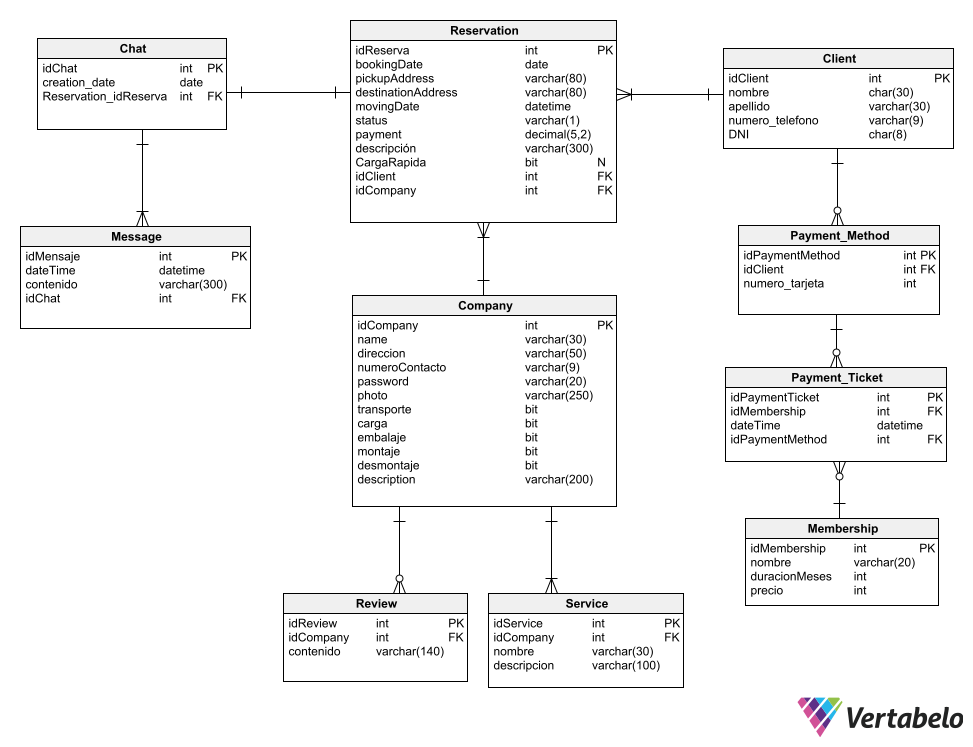 Chat
idChat int PK
creation_date date
Reservation_idReserva int FK
Reservation
idReserva int PK
bookingDate date
pickupAddress varchar(80)
destinationAddress varchar(80)
movingDate datetime
status varchar(1)
payment decimal(5,2)
descripción varchar(300)
CargaRapida bit N
idClient int FK
idCompany int FK
Client
idClient int PK
nombre char(30)
apellido varchar(30)
numero_telefono varchar(9)
DNI char(8)
Message
idMensaje int PK
dateTime datetime
contenido varchar(300)
idChat int FK
Payment_Method
idPaymentMethod int PK
idClient int FK
numero_tarjeta int
Company
idCompany int PK
name varchar(30)
direccion varchar(50)
numeroContacto varchar(9)
password varchar(20)
photo varchar(250)
transporte bit
carga bit
embalaje bit
montaje bit
desmontaje bit
description varchar(200)
Payment_Ticket
idPaymentTicket int PK
idMembership int FK
dateTime datetime
idPaymentMethod int FK
Membership
idMembership int PK
nombre varchar(20)
duracionMeses int
precio int
Review
idReview int PK
idCompany int FK
contenido varchar(140)
Service
idService int PK
idCompany int FK
nombre varchar(30)
descripcion varchar(100)
Vertabelo